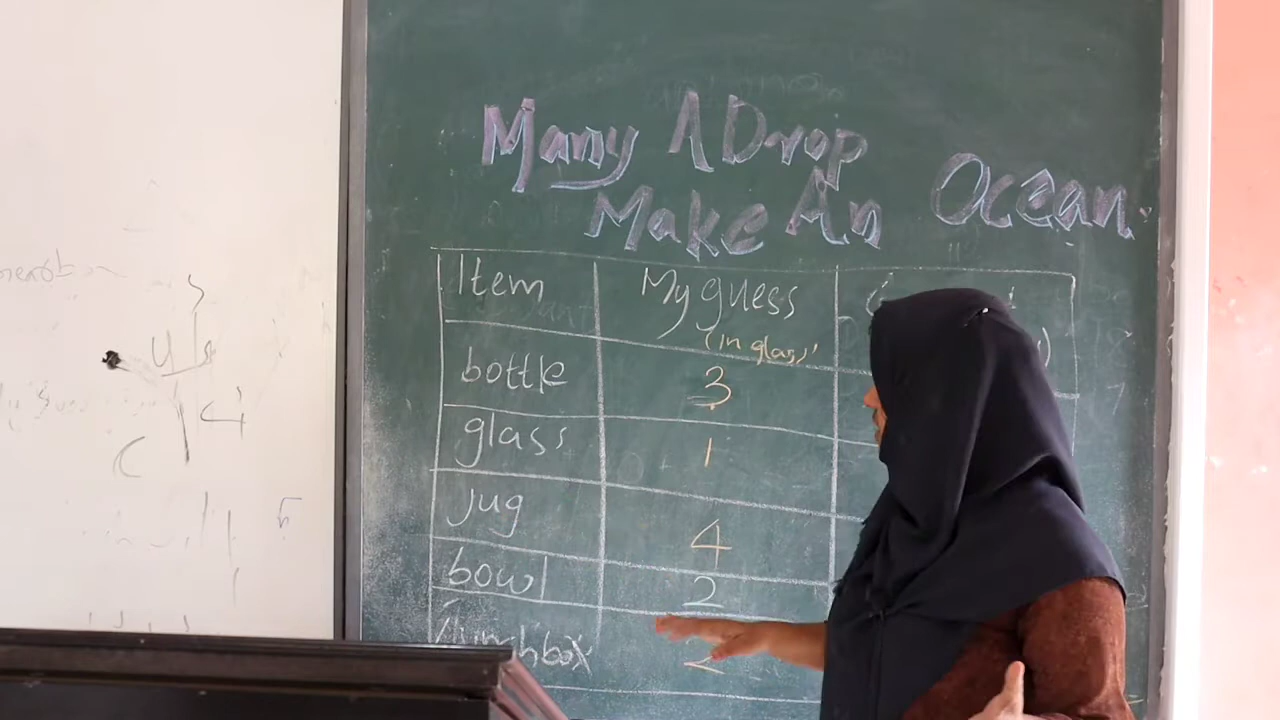 Many A Drop
Make An Ocean
Item My guess
(in glass)
bottle 3
glass 1
jug 4
bowl 2
lunchbox 2